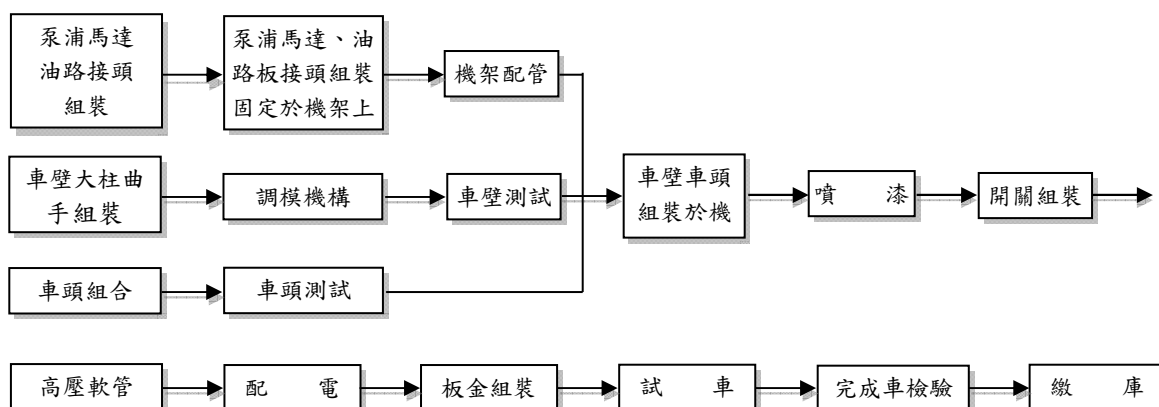 泵浦馬達
油路接頭
組裝
泵浦馬達、油
路板接頭組裝
固定於機架上
機架配管
車壁大柱曲
手組裝
調模機構
車壁測試
車壁車頭
組裝於機
噴 漆
開關組裝
車頭組合
車頭測試
高壓軟管
配 電
板金組裝
試 車
完成車檢驗
繳 庫